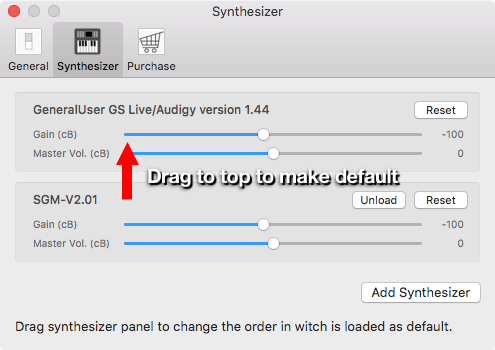 Synthesizer
General Synthesizer Purchase
GeneralUser GS Live/Audigy version 1.44 Reset
Gain (cB) -100
Master Vol. (cB) 0
Drag to top to make default
SGM-V2.01 Unload Reset
Gain (cB) -100
Master Vol. (cB) 0
Add Synthesizer
Drag synthesizer panel to change the order in witch is loaded as default.